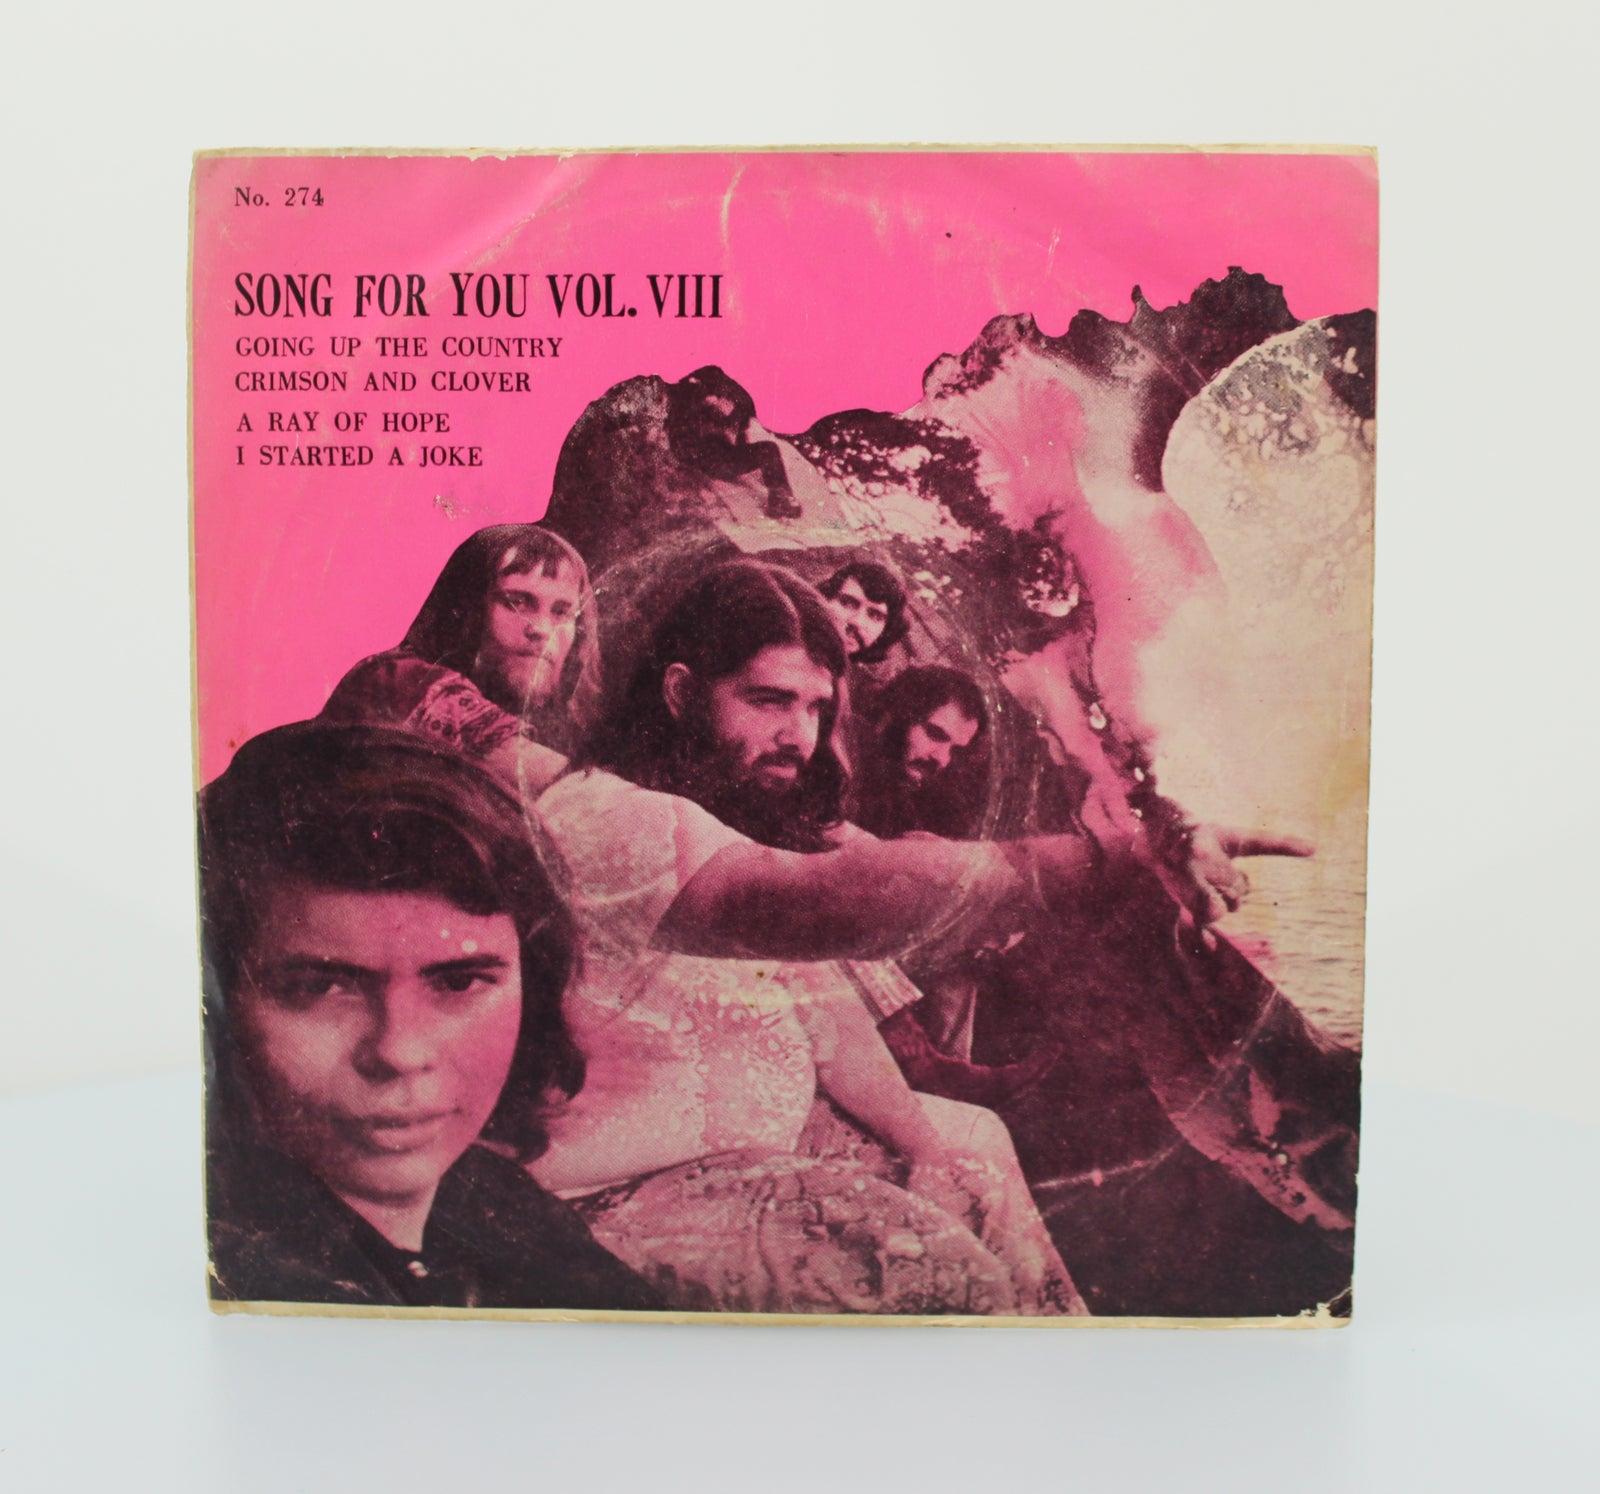 No. 274
SONG FOR YOU VOL. VIII
GOING UP THE COUNTRY
CRIMSON AND CLOVER
A RAY OF HOPE
I STARTED A JOKE